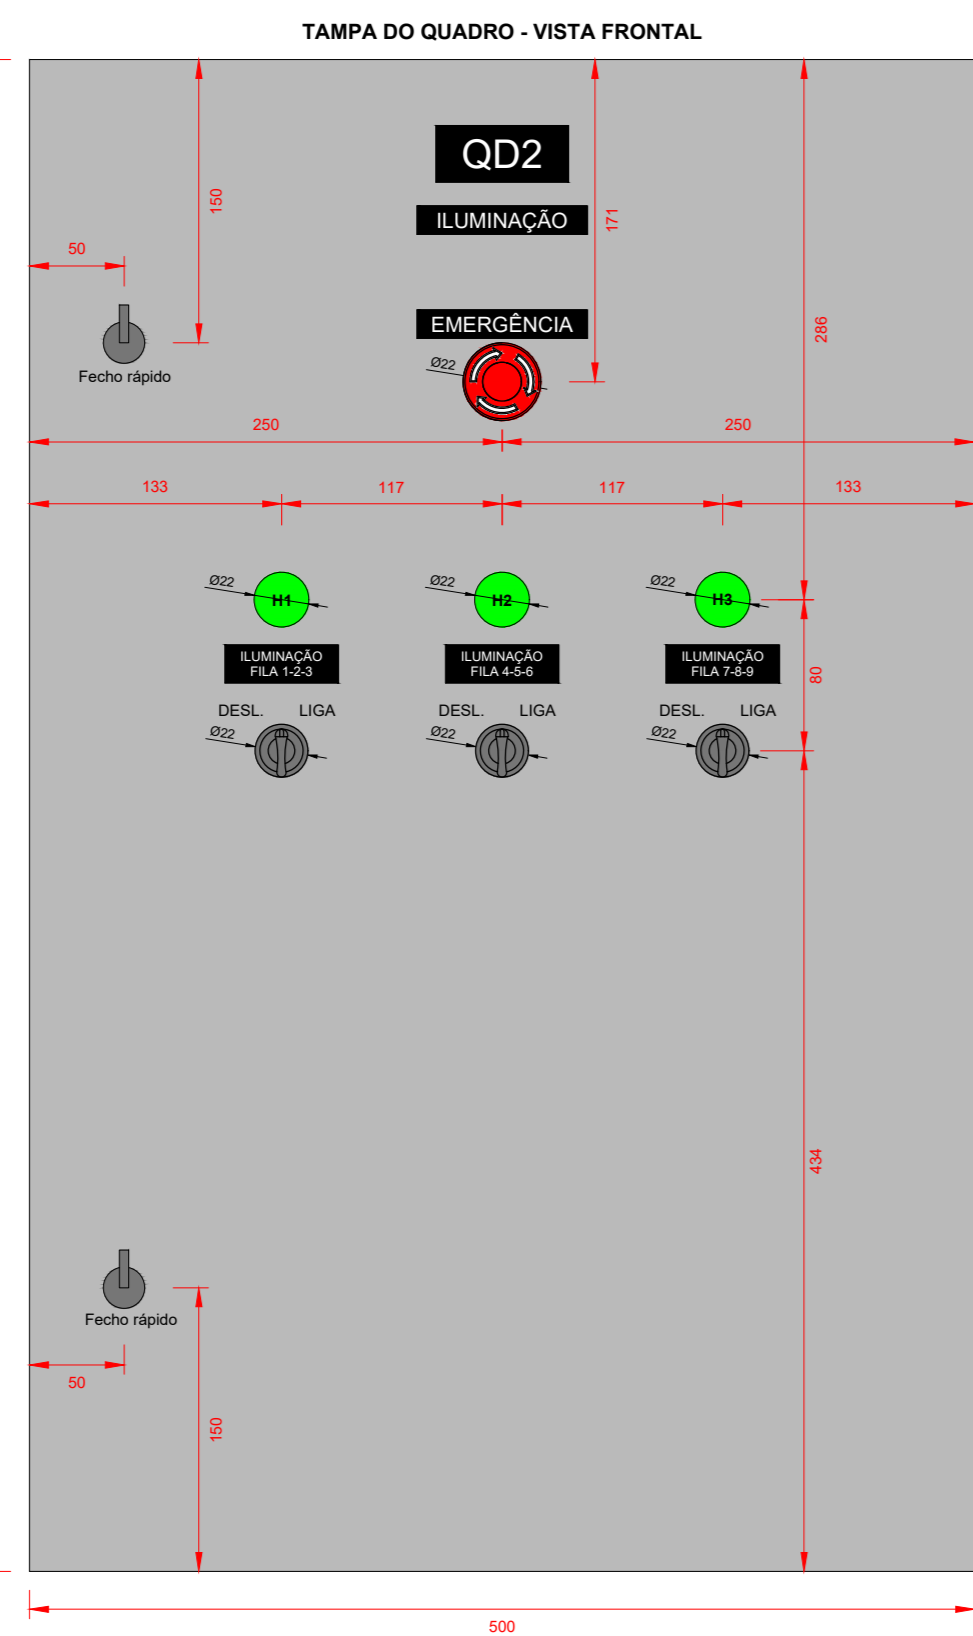 TAMPA DO QUADRO - VISTA FRONTAL
QD2
ILUMINAÇÃO
150
171
50
EMERGÊNCIA
286
Ø22
Fecho rápido
250
250
133
117
117
133
Ø22
Ø22
Ø22
H1
H2
H3
ILUMINAÇÃO
FILA 1-2-3
ILUMINAÇÃO
FILA 4-5-6
ILUMINAÇÃO
FILA 7-8-9
80
DESL. LIGA
DESL. LIGA
DESL. LIGA
Ø22
Ø22
Ø22
434
Fecho rápido
50
150
500